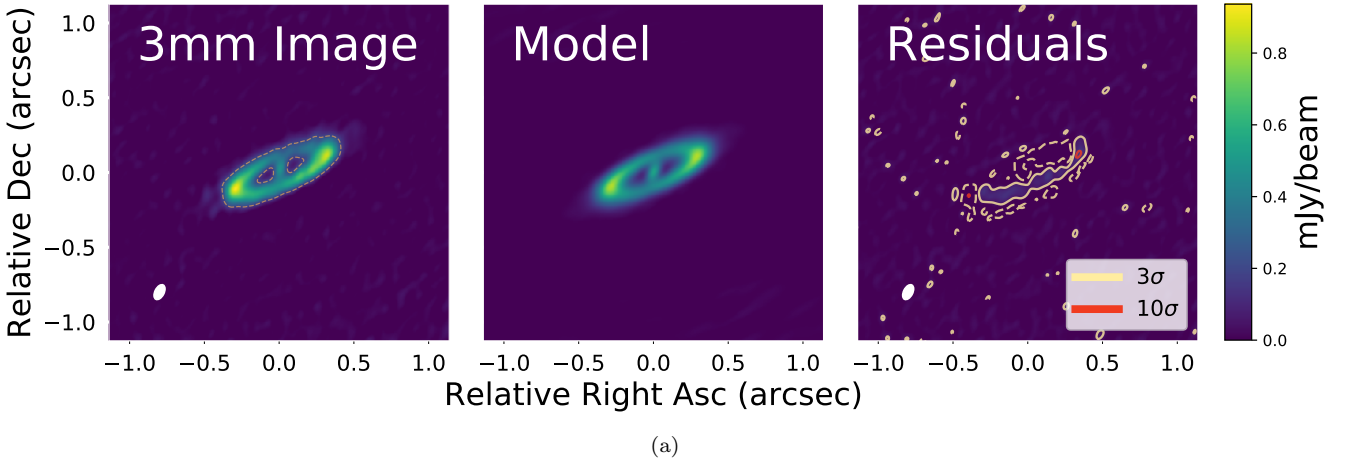 3mm Image
Model
Residuals
Relative Dec (arcsec)
1.0
0.5
0.0
−0.5
−1.0
3σ
10σ
−1.0 −0.5 0.0 0.5 1.0
−1.0 −0.5 0.0 0.5 1.0
−1.0 −0.5 0.0 0.5 1.0
Relative Right Asc (arcsec)
0.8
0.6
0.4
0.2
0.0
mJy/beam
(a)